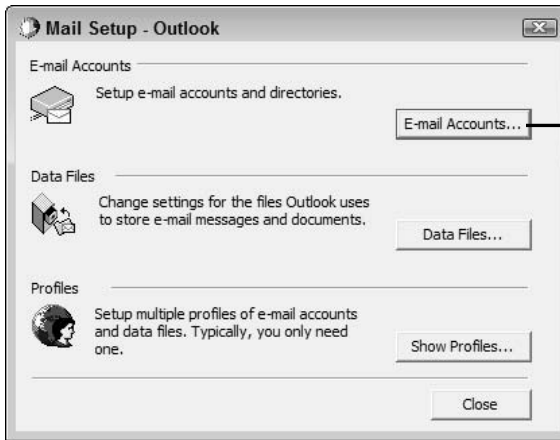 Mail Setup - Outlook
E-mail Accounts
Setup e-mail accounts and directories.
E-mail Accounts...
Data Files
Change settings for the files Outlook uses
to store e-mail messages and documents.
Data Files...
Profiles
Setup multiple profiles of e-mail accounts
and data files. Typically, you only need
one.
Show Profiles...
Close